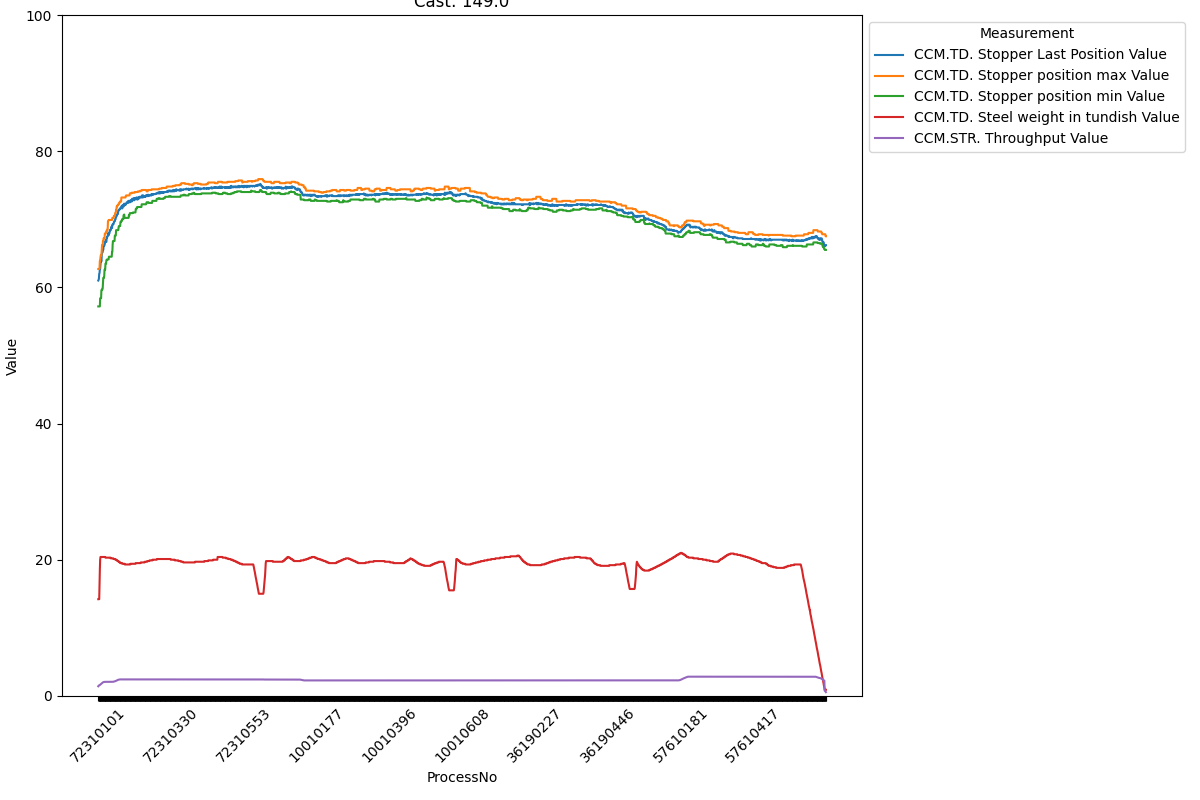 Cast: 149.0
100
80
60
40
20
0
Value
72310101
72310330
72310553
10010177
10010396
10010608
36190227
36190446
57610181
57610417
ProcessNo
Measurement
CCM.TD. Stopper Last Position Value
CCM.TD. Stopper position max Value
CCM.TD. Stopper position min Value
CCM.TD. Steel weight in tundish Value
CCM.STR. Throughput Value